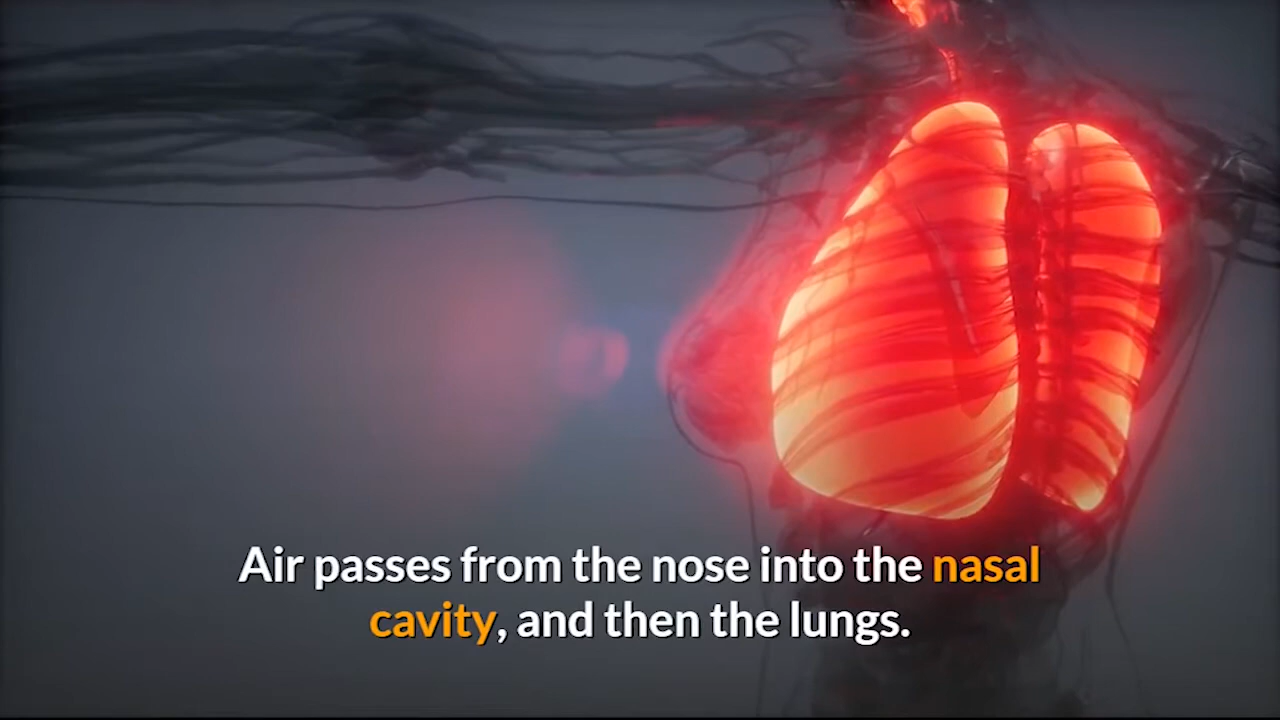 Air passes from the nose into the nasal
cavity, and then the lungs.